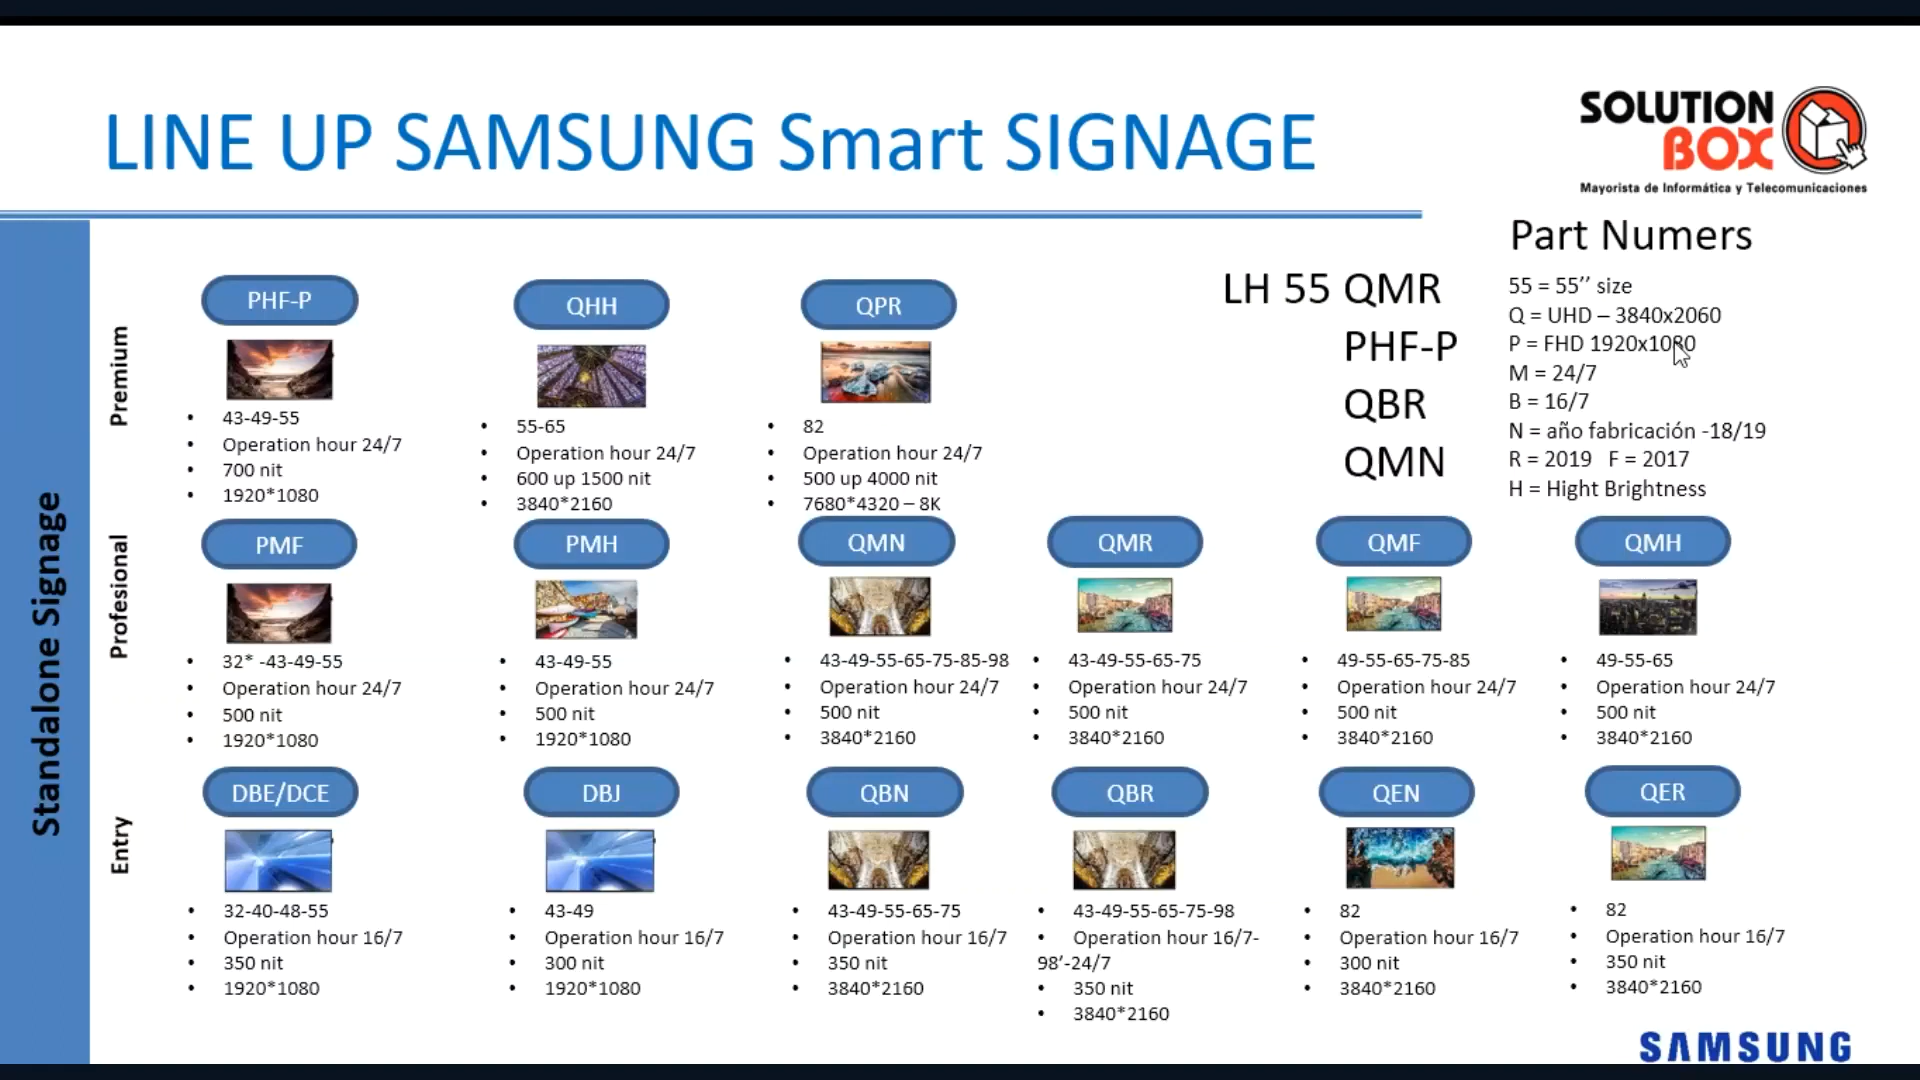 LINE UP SAMSUNG Smart SIGNAGE
SOLUTION
BOX
Mayorista de Informática y Telecomunicaciones
Part Numers
LH 55 QMR
PHF-P
QBR
QMN
55 = 55’’ size
Q = UHD – 3840x2060
P = FHD 1920x1080
M = 24/7
B = 16/7
N = año fabricación -18/19
R = 2019 F = 2017
H = Hight Brightness
Standalone Signage
Premium
PHF-P
• 43-49-55
• Operation hour 24/7
• 700 nit
• 1920*1080
QHH
• 55-65
• Operation hour 24/7
• 600 up 1500 nit
• 3840*2160
QPR
• 82
• Operation hour 24/7
• 500 up 4000 nit
• 7680*4320 – 8K
Profesional
PMF
• 32* -43-49-55
• Operation hour 24/7
• 500 nit
• 1920*1080
PMH
• 43-49-55
• Operation hour 24/7
• 500 nit
• 1920*1080
QMN
• 43-49-55-65-75-85-98
• Operation hour 24/7
• 500 nit
• 3840*2160
QMR
• 43-49-55-65-75
• Operation hour 24/7
• 500 nit
• 3840*2160
QMF
• 49-55-65-75-85
• Operation hour 24/7
• 500 nit
• 3840*2160
QMH
• 49-55-65
• Operation hour 24/7
• 500 nit
• 3840*2160
Entry
DBE/DCE
• 32-40-48-55
• Operation hour 16/7
• 350 nit
• 1920*1080
DBJ
• 43-49
• Operation hour 16/7
• 300 nit
• 1920*1080
QBN
• 43-49-55-65-75
• Operation hour 16/7
• 350 nit
• 3840*2160
QBR
• 43-49-55-65-75-98
• Operation hour 16/7-
98’-24/7
• 350 nit
• 3840*2160
QEN
• 82
• Operation hour 16/7
• 300 nit
• 3840*2160
QER
• 82
• Operation hour 16/7
• 350 nit
• 3840*2160
SAMSUNG